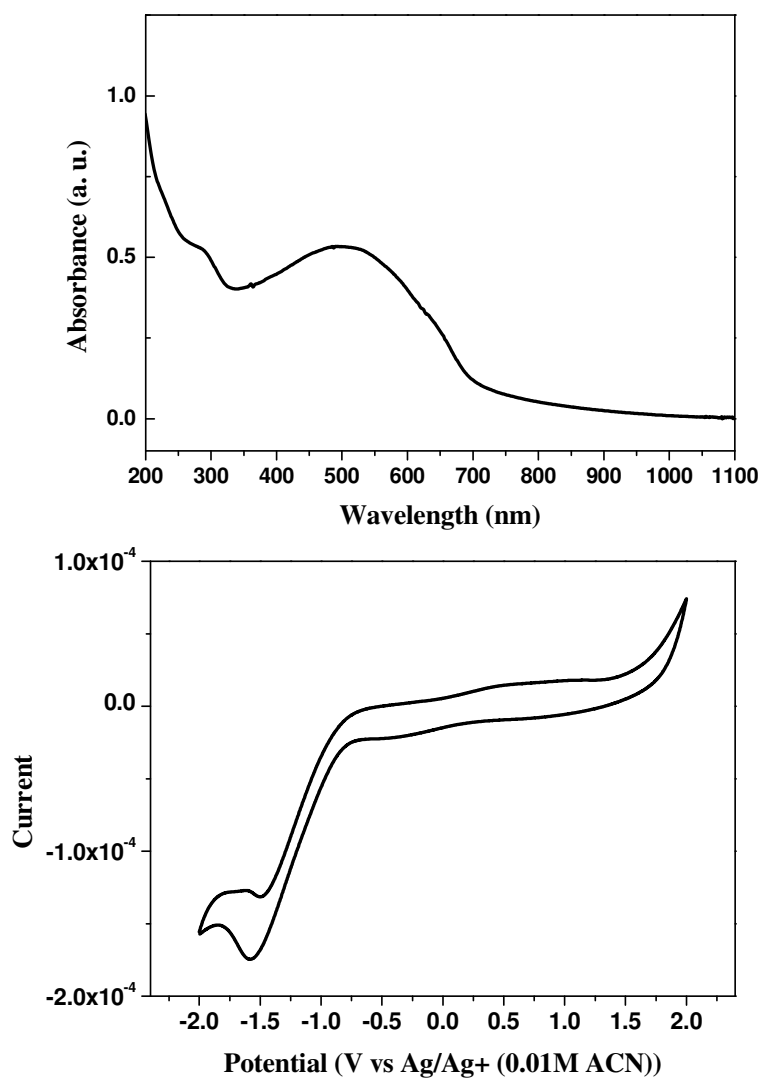 1.0
0.5
0.0
Absorbance (a. u.)
200 300 400 500 600 700 800 900 1000 1100
Wavelength (nm)
1.0x10-4
0.0
-1.0x10-4
-2.0x10-4
Current
-2.0 -1.5 -1.0 -0.5 0.0 0.5 1.0 1.5 2.0
Potential (V vs Ag/Ag+ (0.01M ACN))